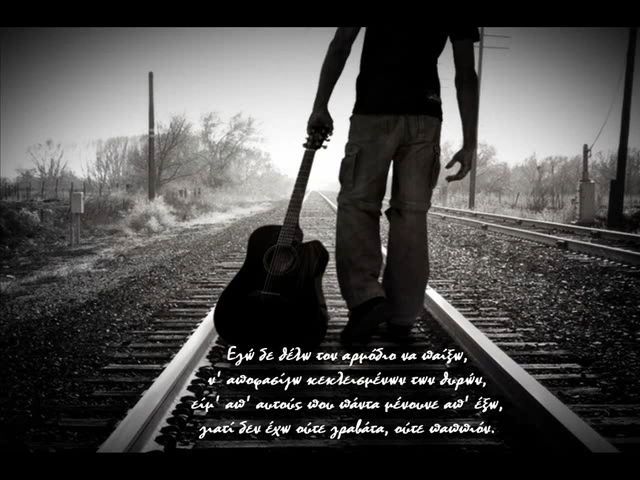 Εγώ δε θέλω τον αρμόδιο να παίξω,
ν' αποφασίζω κεκλεισμένων των θυρών,
είμ' απ' αυτούς που πάντα μένουνε απ' έξω,
γιατί δεν έχω ούτε γραβάτα, ούτε παπιπιόν.